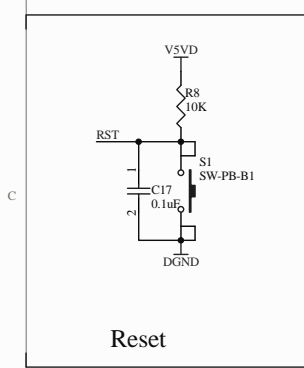 V5VD
R8
10K
RST
S1
SW-PB-B1
1
C17
0.1uF
2
C
DGND
Reset